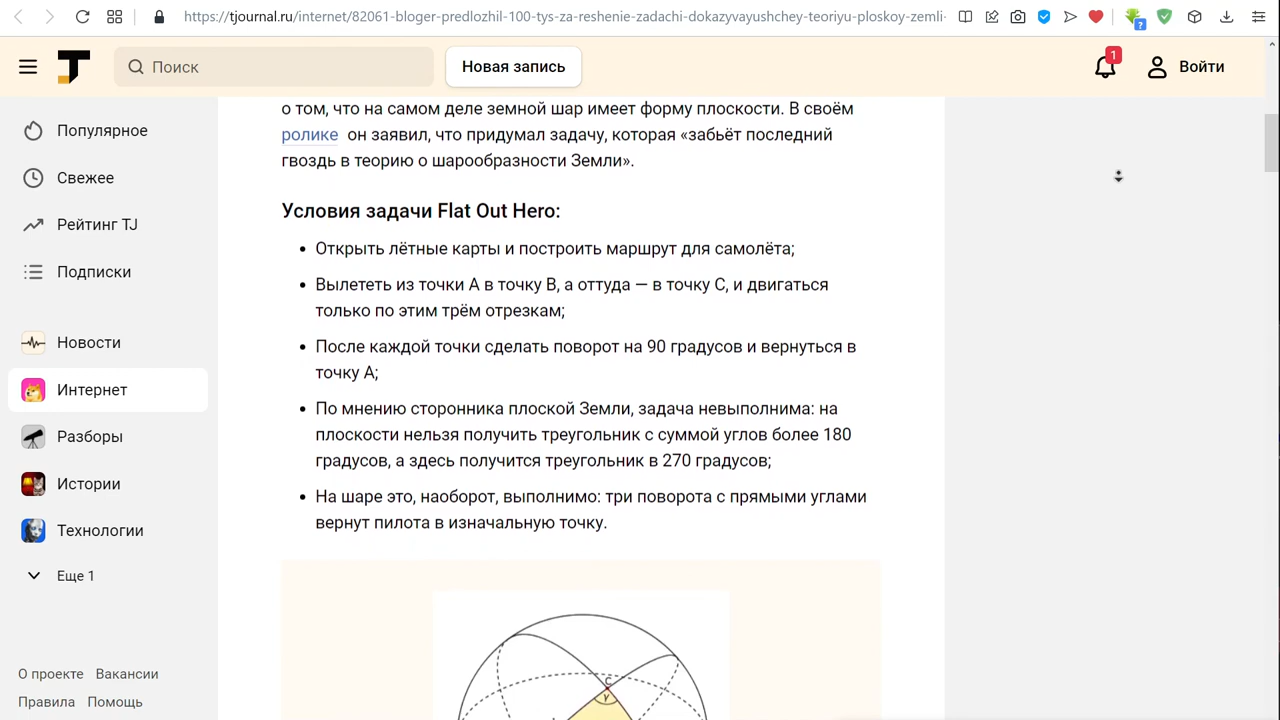 https://tjournal.ru/internet/82061-bloger-predlozhil-100-tys-za-reshenie-zadachi-dokazyvayushchey-teoriyu-ploskoy-zemli-
?
T
Поиск
Новая запись
1
Войти
Популярное
Свежее
Рейтинг TJ
Подписки
Новости
Интернет
Разборы
Истории
Технологии
Еще 1
О проекте Вакансии
Правила Помощь
о том, что на самом деле земной шар имеет форму плоскости. В своём
ролике он заявил, что придумал задачу, которая «забьёт последний
гвоздь в теорию о шарообразности Земли».
Условия задачи Flat Out Hero:
• Открыть лётные карты и построить маршрут для самолёта;
• Вылететь из точки А в точку B, а оттуда — в точку С, и двигаться
только по этим трём отрезкам;
• После каждой точки сделать поворот на 90 градусов и вернуться в
точку А;
• По мнению сторонника плоской Земли, задача невыполнима: на
плоскости нельзя получить треугольник с суммой углов более 180
градусов, а здесь получится треугольник в 270 градусов;
• На шаре это, наоборот, выполнимо: три поворота с прямыми углами
вернут пилота в изначальную точку.
C
γ